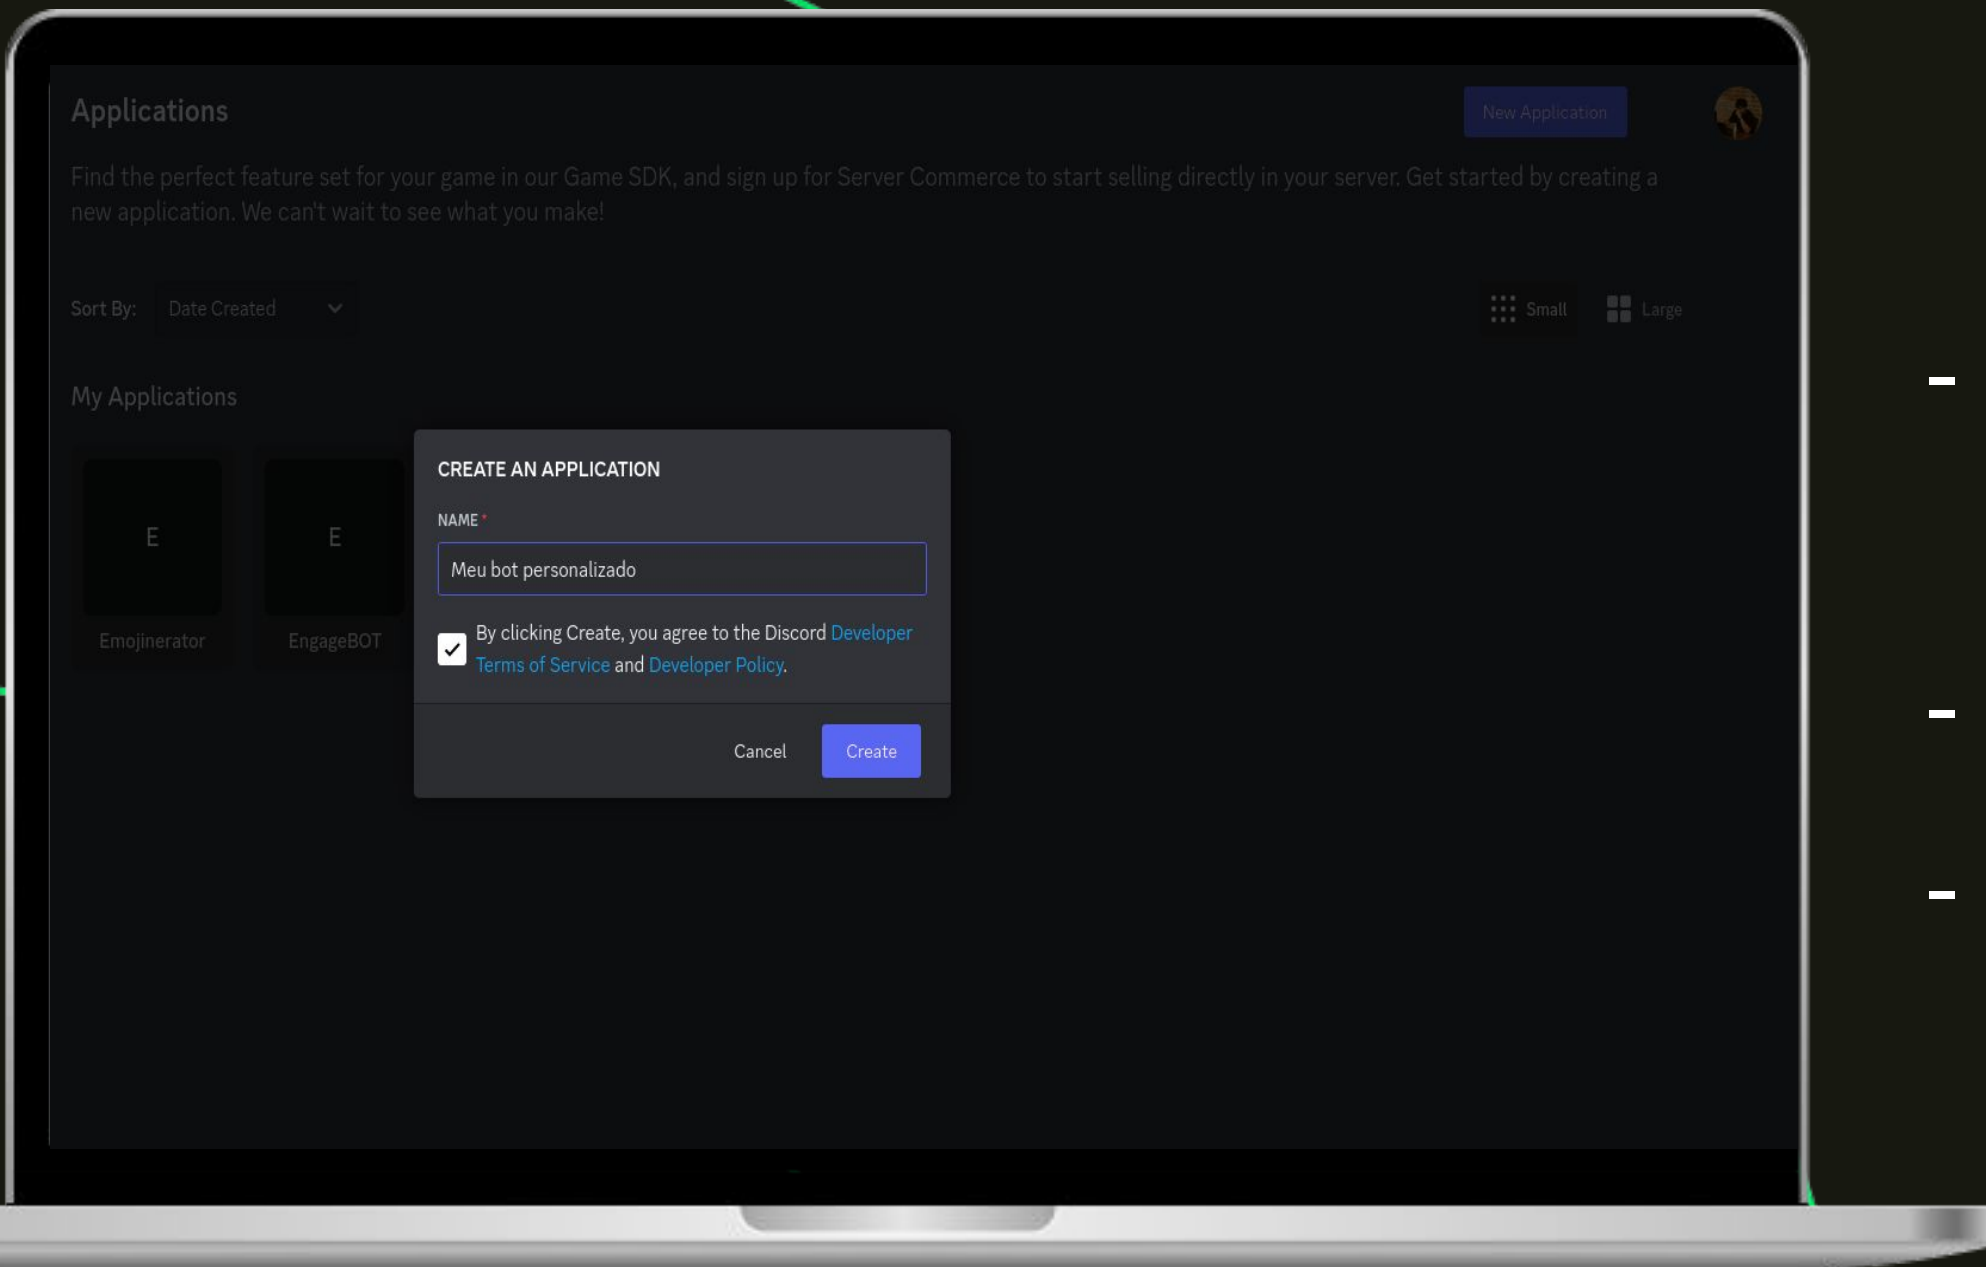 Applications
New Application
Find the perfect feature set for your game in our Game SDK, and sign up for Server Commerce to start selling directly in your server. Get started by creating a
new application. We can't wait to see what you make!
Sort By: Date Created
Small Large
My Applications
E E
Emojinerator EngageBOT
CREATE AN APPLICATION
NAME *
Meu bot personalizado
By clicking Create, you agree to the Discord Developer
Terms of Service and Developer Policy.
Cancel Create
-
-
-